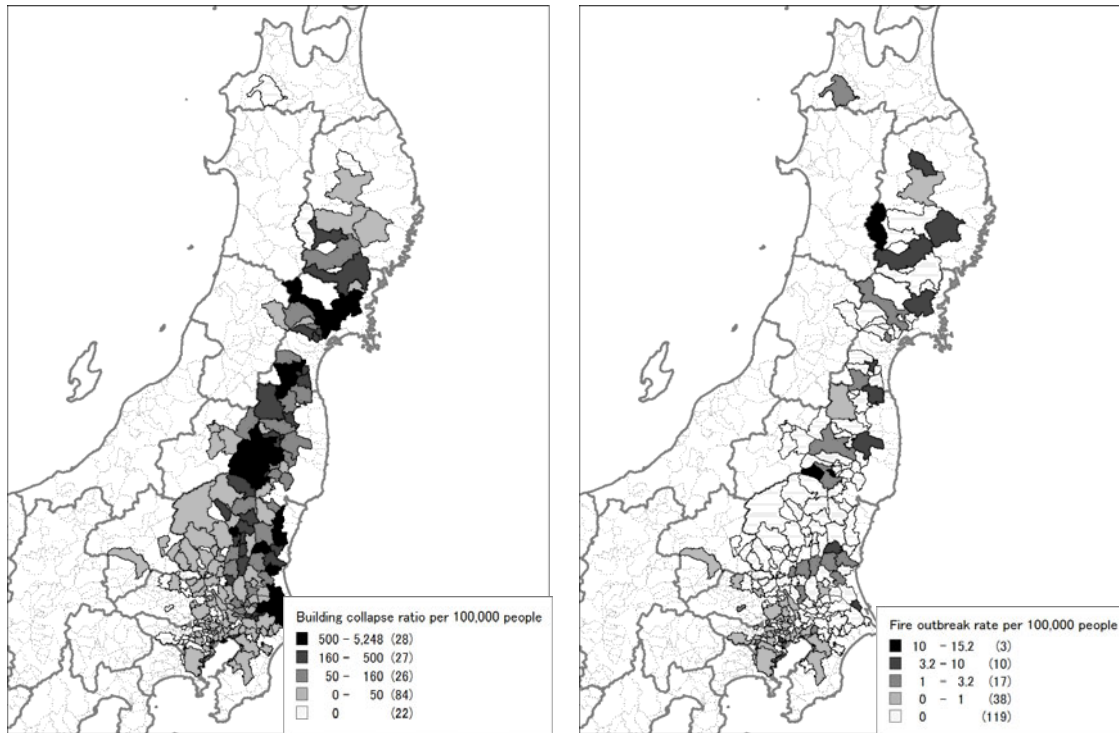 Building collapse ratio per 100,000 people
500 - 5,248 (28)
160 - 500 (27)
50 - 160 (26)
0 - 50 (84)
0 (22)
Fire outbreak rate per 100,000 people
10 - 15.2 (3)
3.2 - 10 (10)
1 - 3.2 (17)
0 - 1 (38)
0 (119)